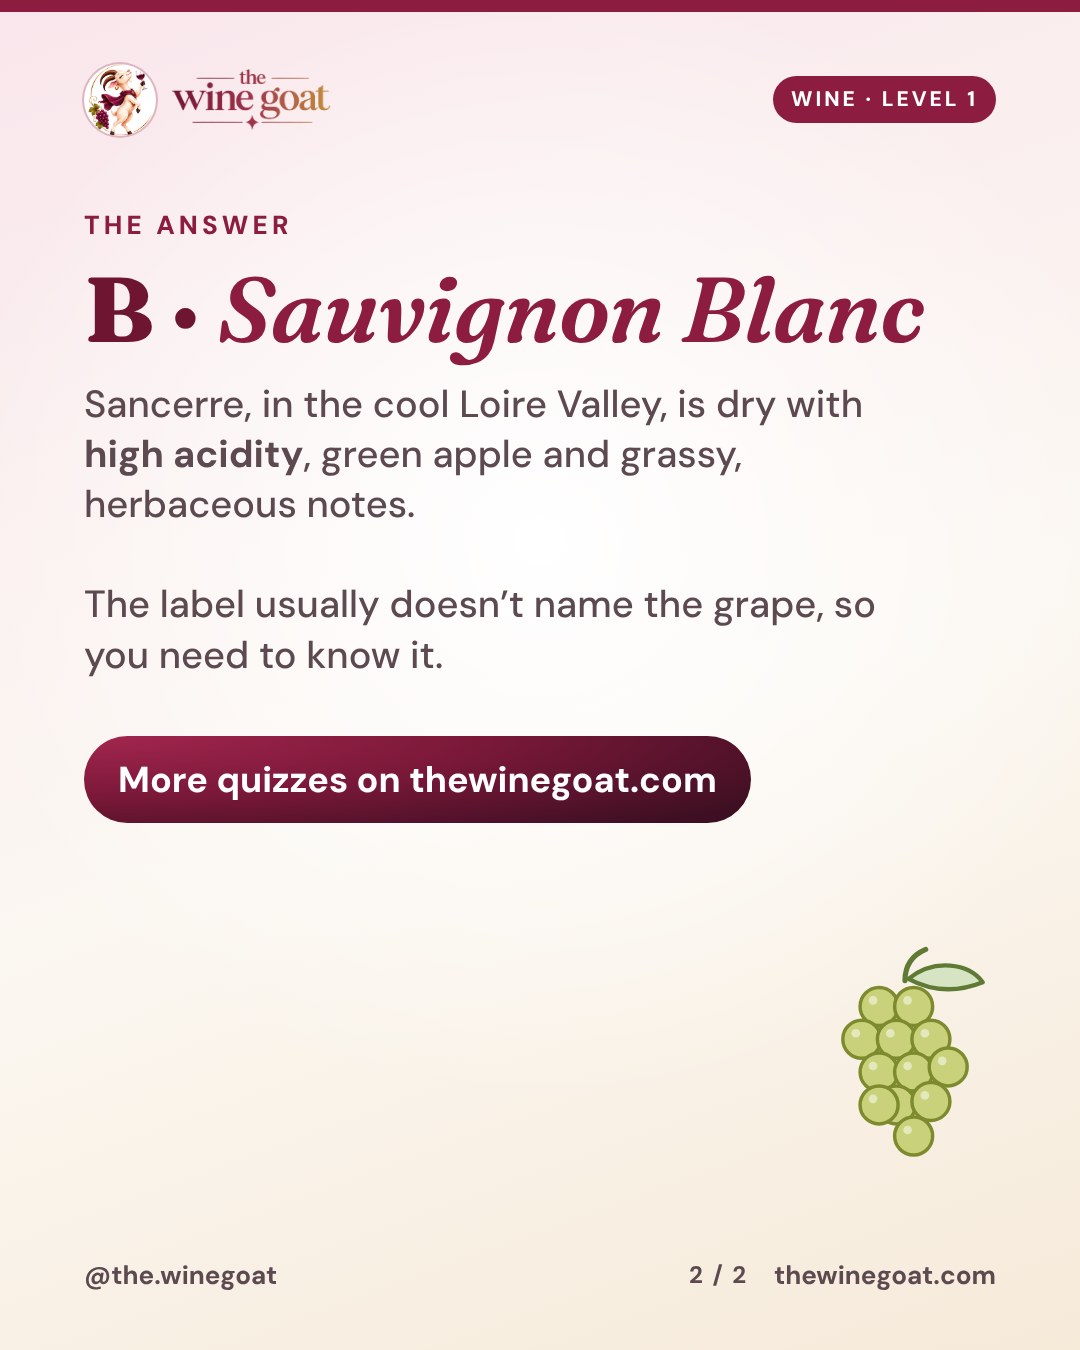 the
wine goat
WINE · LEVEL 1
THE ANSWER
B · Sauvignon Blanc
Sancerre, in the cool Loire Valley, is dry with
high acidity, green apple and grassy,
herbaceous notes.
The label usually doesn’t name the grape, so
you need to know it.
More quizzes on thewinegoat.com
@the.winegoat
2 / 2 thewinegoat.com